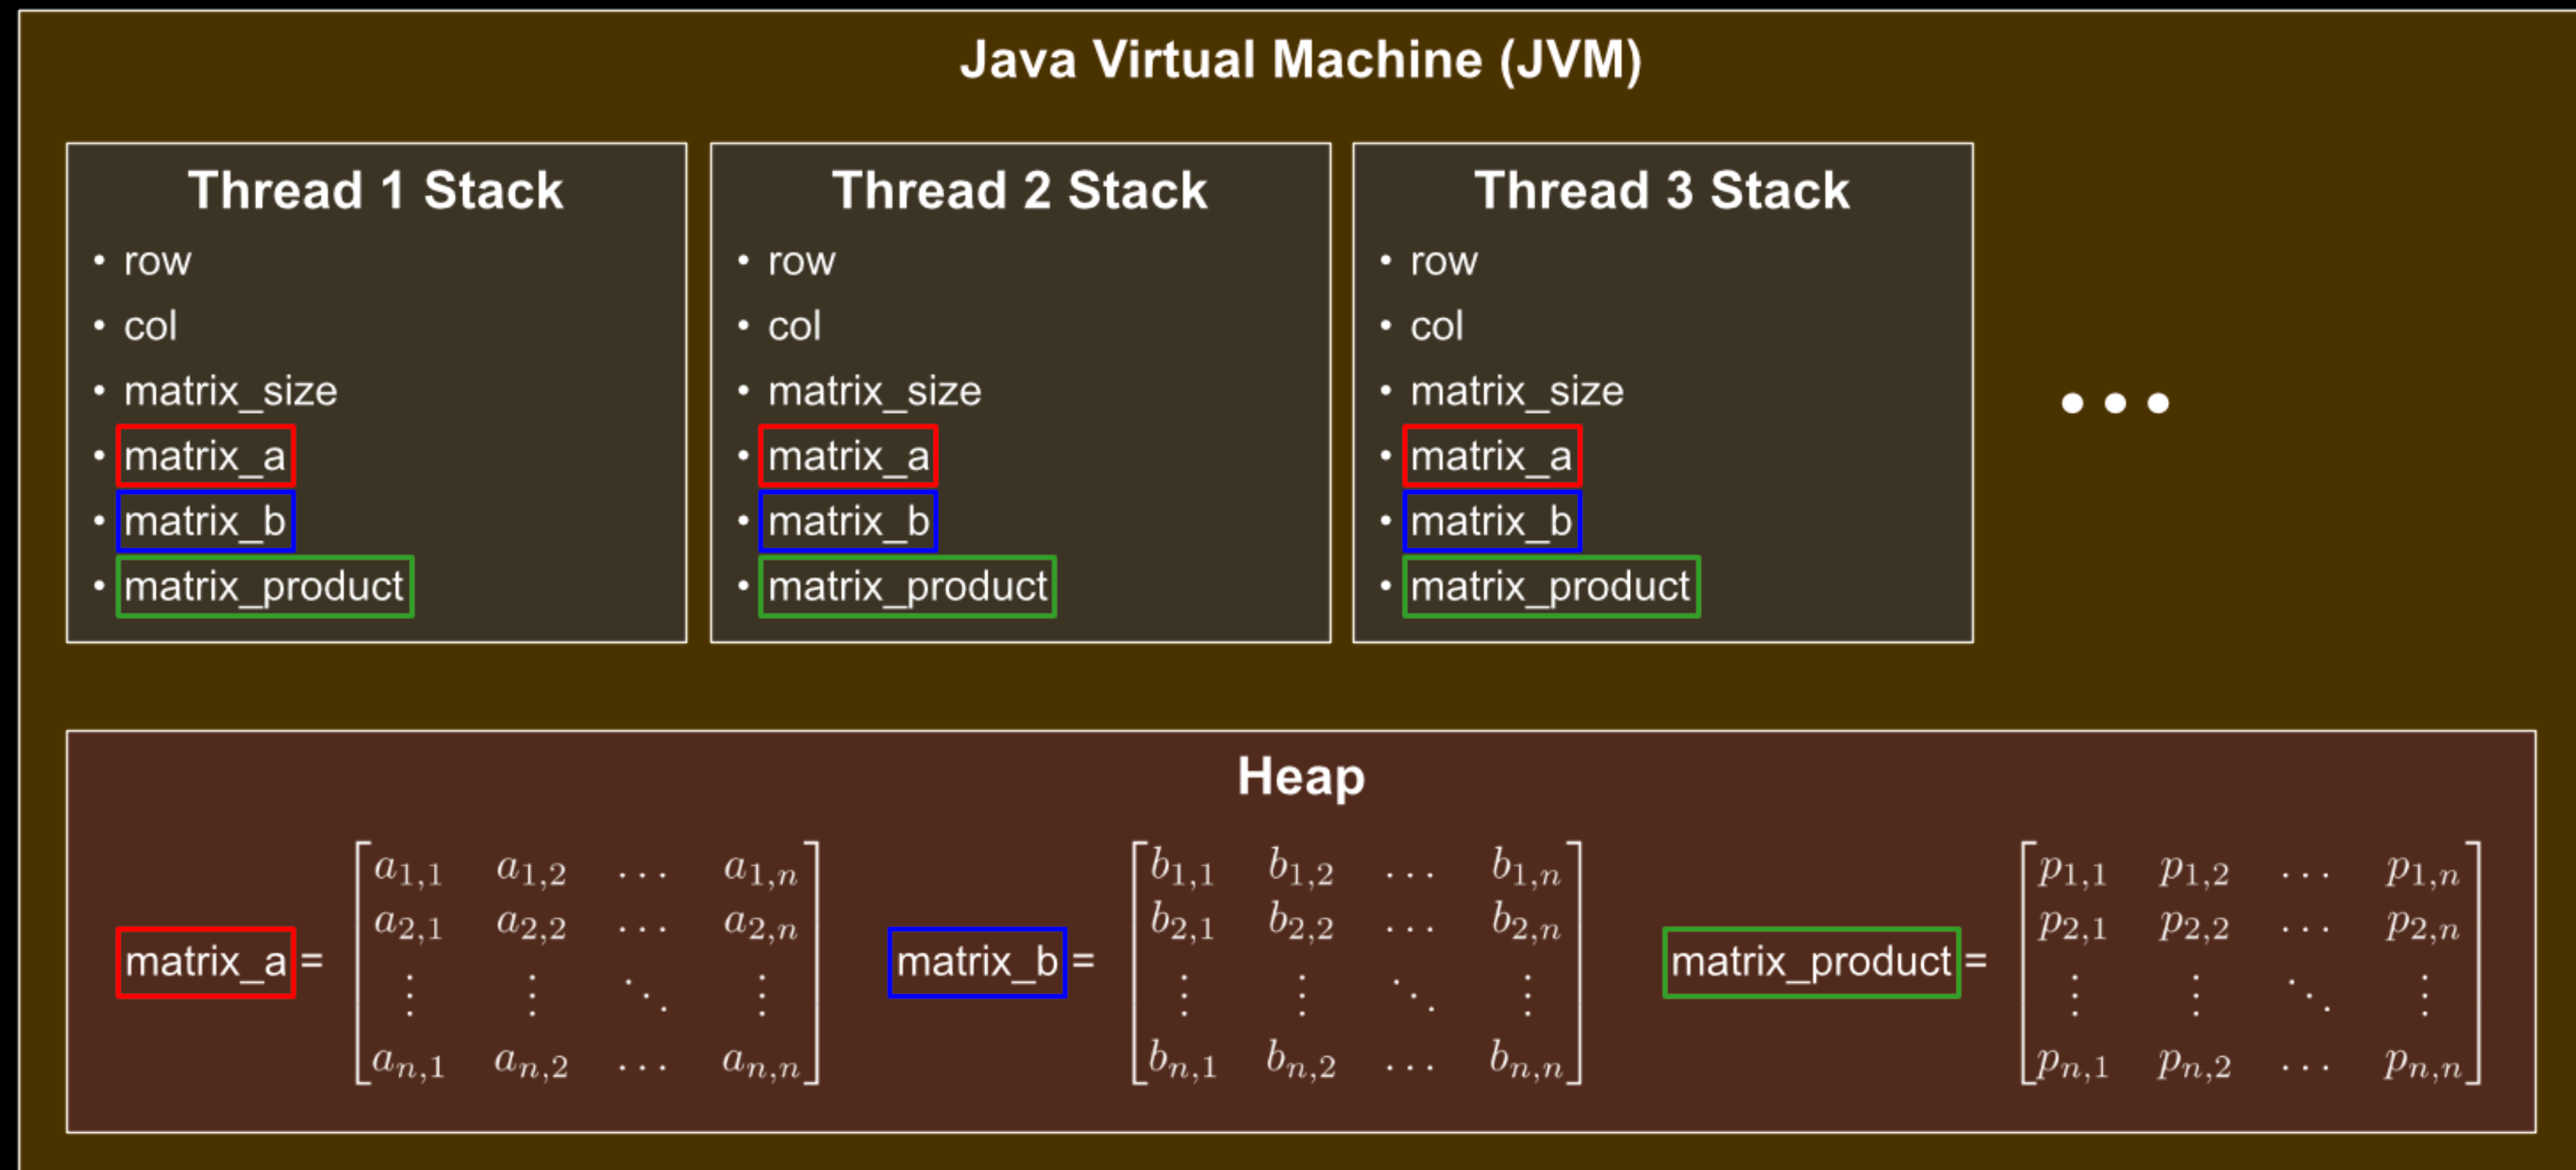 Java Virtual Machine (JVM)
Thread 1 Stack
• row
• col
• matrix_size
• matrix_a
• matrix_b
• matrix_product
Thread 2 Stack
• row
• col
• matrix_size
• matrix_a
• matrix_b
• matrix_product
Thread 3 Stack
• row
• col
• matrix_size
• matrix_a
• matrix_b
• matrix_product
...
Heap
matrix_a =
a1,1 a1,2 … a1,n
a2,1 a2,2 … a2,n
⋮ ⋮ ⋱ ⋮
an,1 an,2 … an,n
matrix_b =
b1,1 b1,2 … b1,n
b2,1 b2,2 … b2,n
⋮ ⋮ ⋱ ⋮
bn,1 bn,2 … bn,n
matrix_product =
p1,1 p1,2 … p1,n
p2,1 p2,2 … p2,n
⋮ ⋮ ⋱ ⋮
pn,1 pn,2 … pn,n